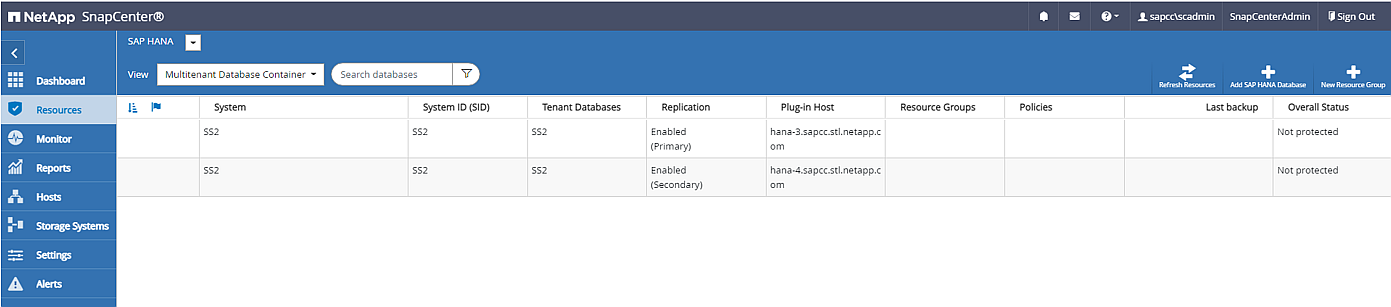 NetApp SnapCenter®
sapcc\scadmin SnapCenterAdmin Sign Out
SAP HANA
View Multitenant Database Container Search databases
Refresh Resources Add SAP HANA Database New Resource Group
Dashboard
Resources
Monitor
Reports
Hosts
Storage Systems
Settings
Alerts
System System ID (SID) Tenant Databases Replication Plug-in Host Resource Groups Policies Last backup Overall Status
SS2 SS2 SS2 Enabled hana-3.sapcc.stl.netapp.c Not protected
(Primary) om
SS2 SS2 SS2 Enabled hana-4.sapcc.stl.netapp.c Not protected
(Secondary) om